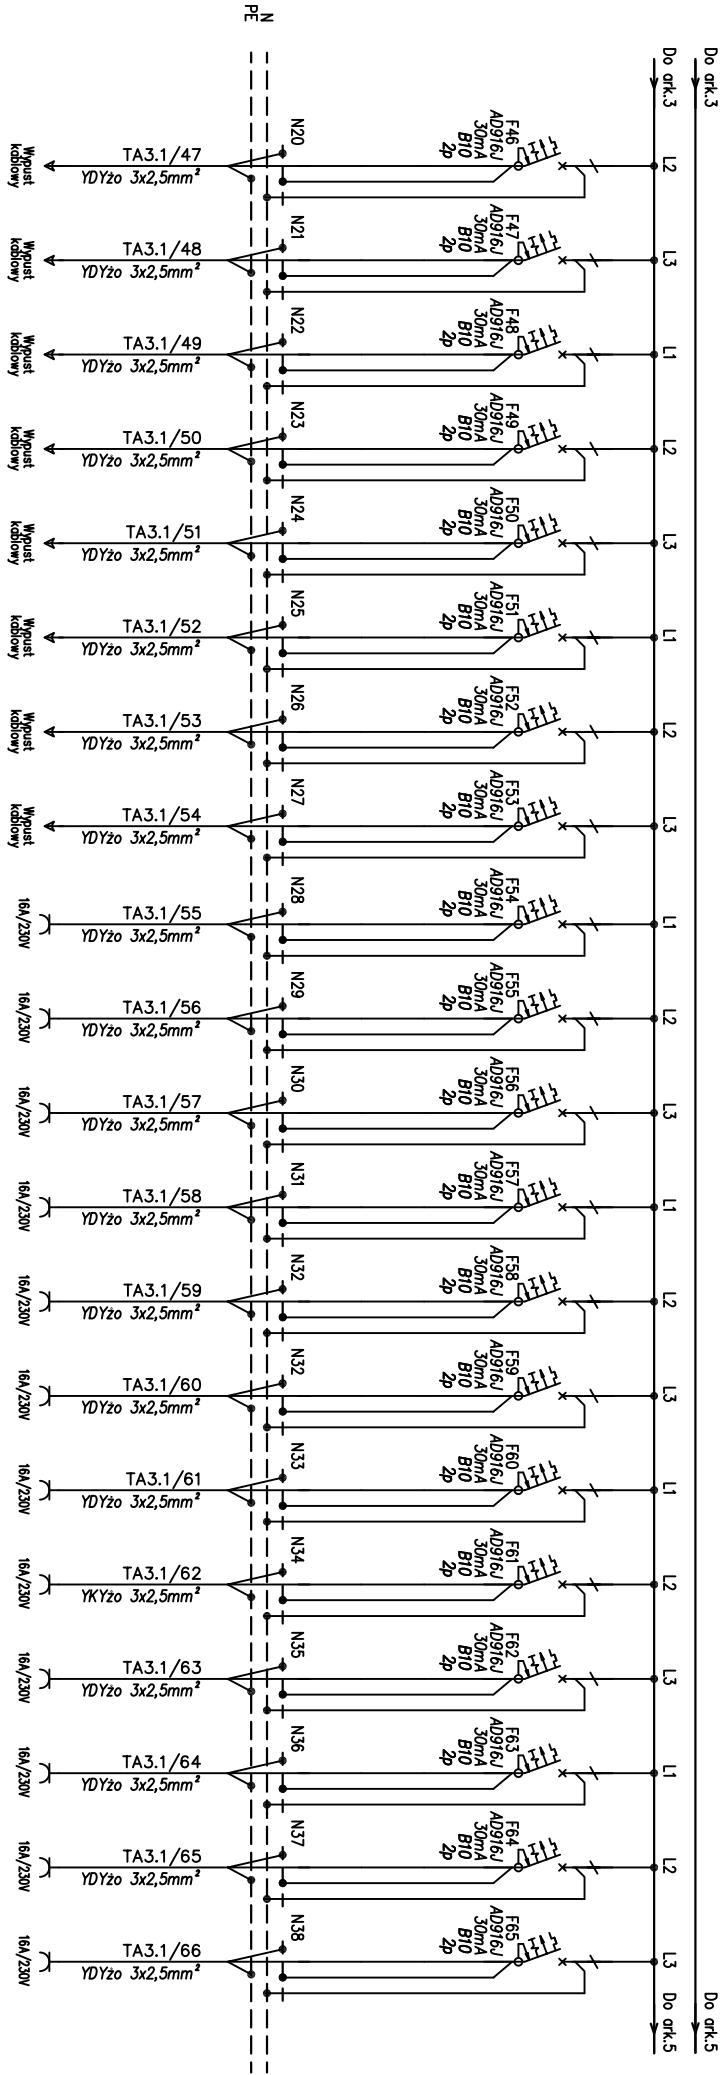 Do ark.3
Do ark.3
N
PE
L2
F46
AD916J
30mA
B10
2p
N20
TA3.1/47
YDYżo 3x2,5mm²
Wypust
kablowy
L3
F47
AD916J
30mA
B10
2p
N21
TA3.1/48
YDYżo 3x2,5mm²
Wypust
kablowy
L1
F48
AD916J
30mA
B10
2p
N22
TA3.1/49
YDYżo 3x2,5mm²
Wypust
kablowy
L2
F49
AD916J
30mA
B10
2p
N23
TA3.1/50
YDYżo 3x2,5mm²
Wypust
kablowy
L3
F50
AD916J
30mA
B10
2p
N24
TA3.1/51
YDYżo 3x2,5mm²
Wypust
kablowy
L1
F51
AD916J
30mA
B10
2p
N25
TA3.1/52
YDYżo 3x2,5mm²
Wypust
kablowy
L2
F52
AD916J
30mA
B10
2p
N26
TA3.1/53
YDYżo 3x2,5mm²
Wypust
kablowy
L3
F53
AD916J
30mA
B10
2p
N27
TA3.1/54
YDYżo 3x2,5mm²
Wypust
kablowy
L1
F54
AD916J
30mA
B10
2p
N28
TA3.1/55
YDYżo 3x2,5mm²
16A/230V
L2
F55
AD916J
30mA
B10
2p
N29
TA3.1/56
YDYżo 3x2,5mm²
16A/230V
L3
F56
AD916J
30mA
B10
2p
N30
TA3.1/57
YDYżo 3x2,5mm²
16A/230V
L1
F57
AD916J
30mA
B10
2p
N31
TA3.1/58
YDYżo 3x2,5mm²
16A/230V
L2
F58
AD916J
30mA
B10
2p
N32
TA3.1/59
YDYżo 3x2,5mm²
16A/230V
L3
F59
AD916J
30mA
B10
2p
N32
TA3.1/60
YDYżo 3x2,5mm²
16A/230V
L1
F60
AD916J
30mA
B10
2p
N33
TA3.1/61
YDYżo 3x2,5mm²
16A/230V
L2
F61
AD916J
30mA
B10
2p
N34
TA3.1/62
YKYżo 3x2,5mm²
16A/230V
L3
F62
AD916J
30mA
B10
2p
N35
TA3.1/63
YDYżo 3x2,5mm²
16A/230V
L1
F63
AD916J
30mA
B10
2p
N36
TA3.1/64
YDYżo 3x2,5mm²
16A/230V
L2
F64
AD916J
30mA
B10
2p
N37
TA3.1/65
YDYżo 3x2,5mm²
16A/230V
L3
F65
AD916J
30mA
B10
2p
N38
TA3.1/66
YDYżo 3x2,5mm²
16A/230V
Do ark.5
Do ark.5